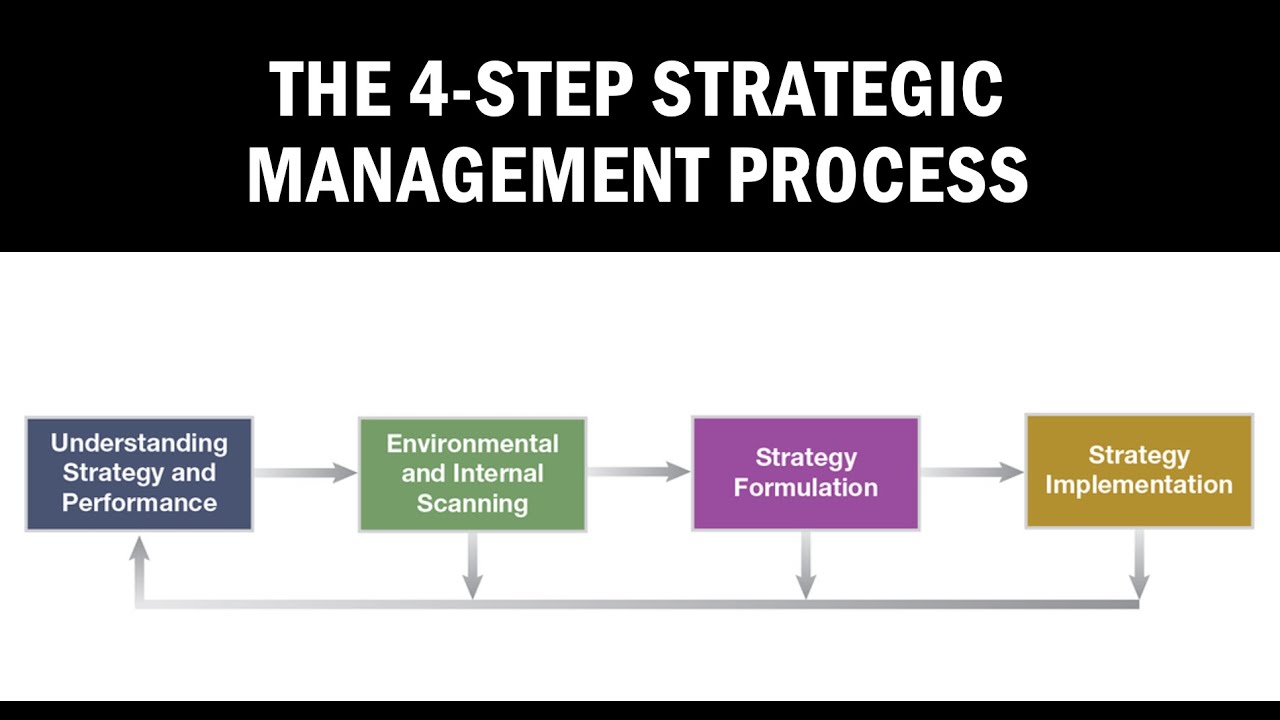 THE 4-STEP STRATEGIC
MANAGEMENT PROCESS
Understanding
Strategy and
Performance
Environmental
and Internal
Scanning
Strategy
Formulation
Strategy
Implementation